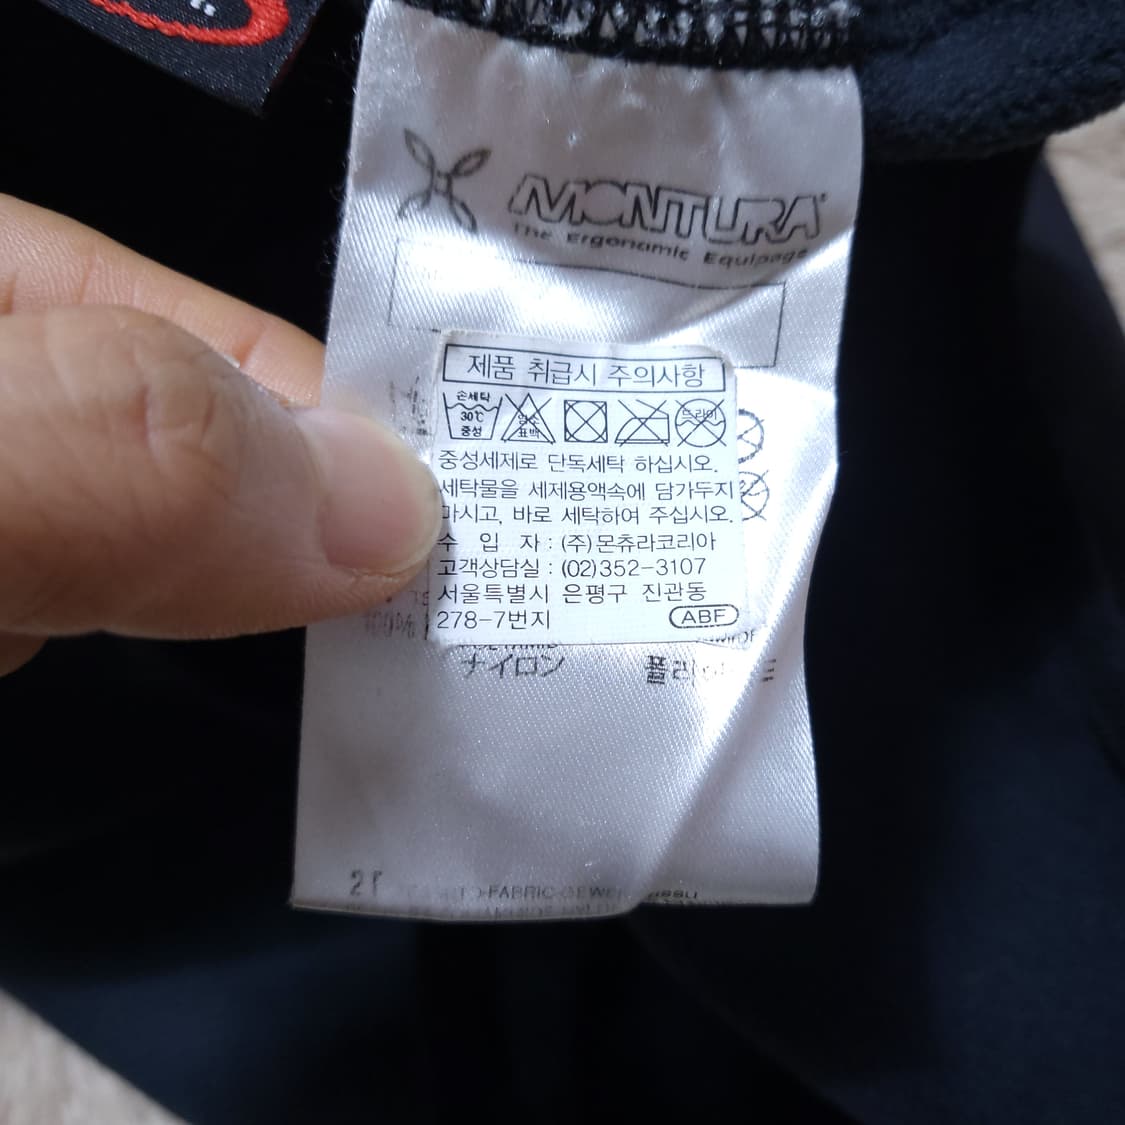 MONTURA
The Ergonomic Equipage
제품 취급시 주의사항
손세탁 30℃ 중성 염소 표백 드라이
중성세제로 단독세탁 하십시오.
세탁물을 세제용액속에 담가두지
마시고, 바로 세탁하여 주십시오.
수 입 자 : (주)몬츄라코리아
고객상담실 : (02)352-3107
서울특별시 은평구 진관동
278-7번지 ABF
100%
ナイロン